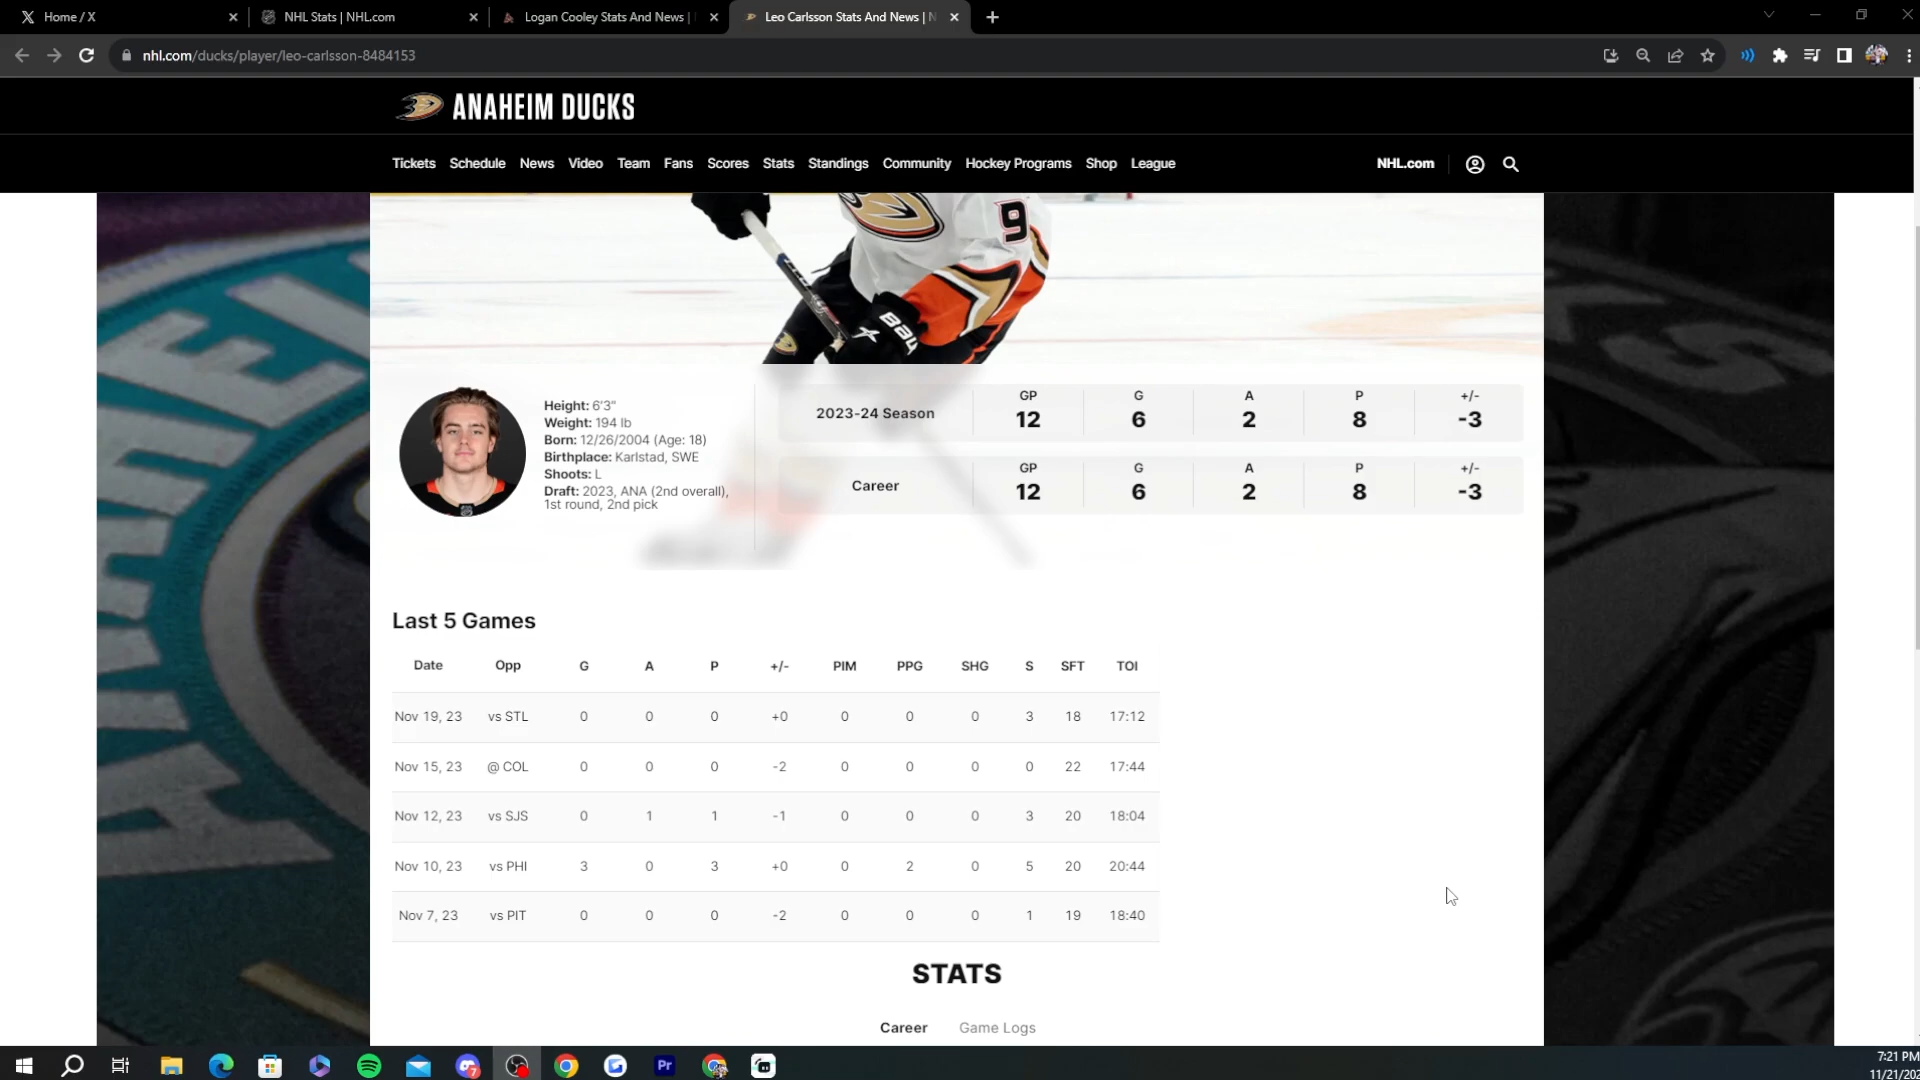 Home / X
NHL Stats | NHL.com
Logan Cooley Stats And News |
Leo Carlsson Stats And News | N
nhl.com/ducks/player/leo-carlsson-8484153
ANAHEIM DUCKS
Tickets Schedule News Video Team Fans Scores Stats Standings Community Hockey Programs Shop League NHL.com
9
BAU
Height: 6'3"
Weight: 194 lb
Born: 12/26/2004 (Age: 18)
Birthplace: Karlstad, SWE
Shoots: L
Draft: 2023, ANA (2nd overall),
1st round, 2nd pick
GP G A P +/-
2023-24 Season 12 6 2 8 -3
GP G A P +/-
Career 12 6 2 8 -3
Last 5 Games
Date Opp G A P +/- PIM PPG SHG S SFT TOI
Nov 19, 23 vs STL 0 0 0 +0 0 0 0 3 18 17:12
Nov 15, 23 @ COL 0 0 0 -2 0 0 0 0 22 17:44
Nov 12, 23 vs SJS 0 1 1 -1 0 0 0 3 20 18:04
Nov 10, 23 vs PHI 3 0 3 +0 0 2 0 5 20 20:44
Nov 7, 23 vs PIT 0 0 0 -2 0 0 0 1 19 18:40
STATS
Career Game Logs
Pr
7:21 PM
11/21/202